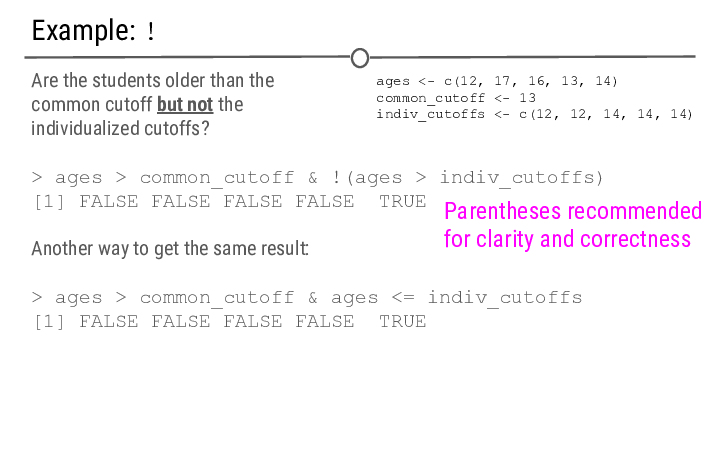 Example: !
Are the students older than the
common cutoff but not the
individualized cutoffs?
ages <- c(12, 17, 16, 13, 14)
common_cutoff <- 13
indiv_cutoffs <- c(12, 12, 14, 14, 14)
> ages > common_cutoff & !(ages > indiv_cutoffs)
[1] FALSE FALSE FALSE FALSE  TRUE
Parentheses recommended
for clarity and correctness
Another way to get the same result:
> ages > common_cutoff & ages <= indiv_cutoffs
[1] FALSE FALSE FALSE FALSE  TRUE